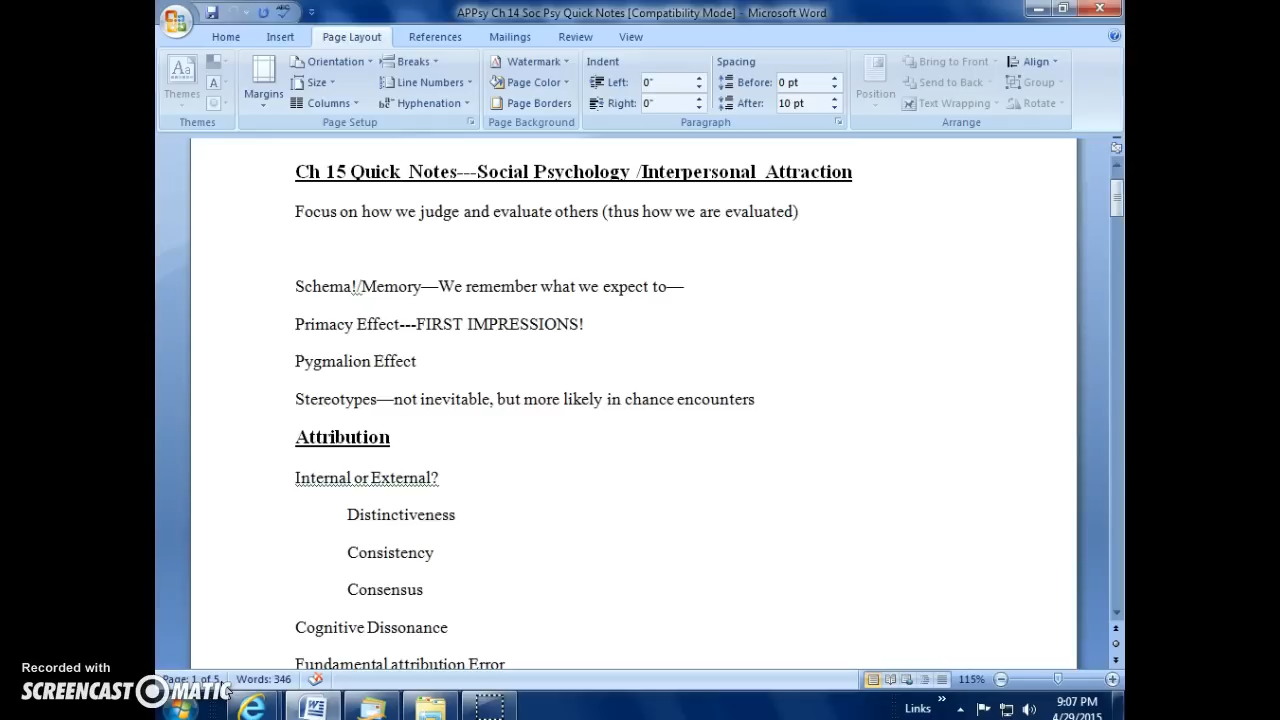 APPsy Ch 14 Soc Psy Quick Notes [Compatibility Mode] - Microsoft Word
Home Insert Page Layout References Mailings Review View
Themes
Margins
Orientation
Size
Columns
Breaks
Line Numbers
Hyphenation
Watermark
Page Color
Page Borders
Indent
Left: 0"
Right: 0"
Spacing
Before: 0 pt
After: 10 pt
Position
Bring to Front
Send to Back
Text Wrapping
Align
Group
Rotate
Themes Page Setup Page Background Paragraph Arrange
Ch 15 Quick Notes---Social Psychology /Interpersonal Attraction
Focus on how we judge and evaluate others (thus how we are evaluated)
Schema!/Memory—We remember what we expect to—
Primacy Effect---FIRST IMPRESSIONS!
Pygmalion Effect
Stereotypes—not inevitable, but more likely in chance encounters
Attribution
Internal or External?
Distinctiveness
Consistency
Consensus
Cognitive Dissonance
Fundamental attribution Error
Page: 1 of 5 Words: 346 115%
Recorded with
SCREENCAST MATIC
Links
9:07 PM
4/29/2015